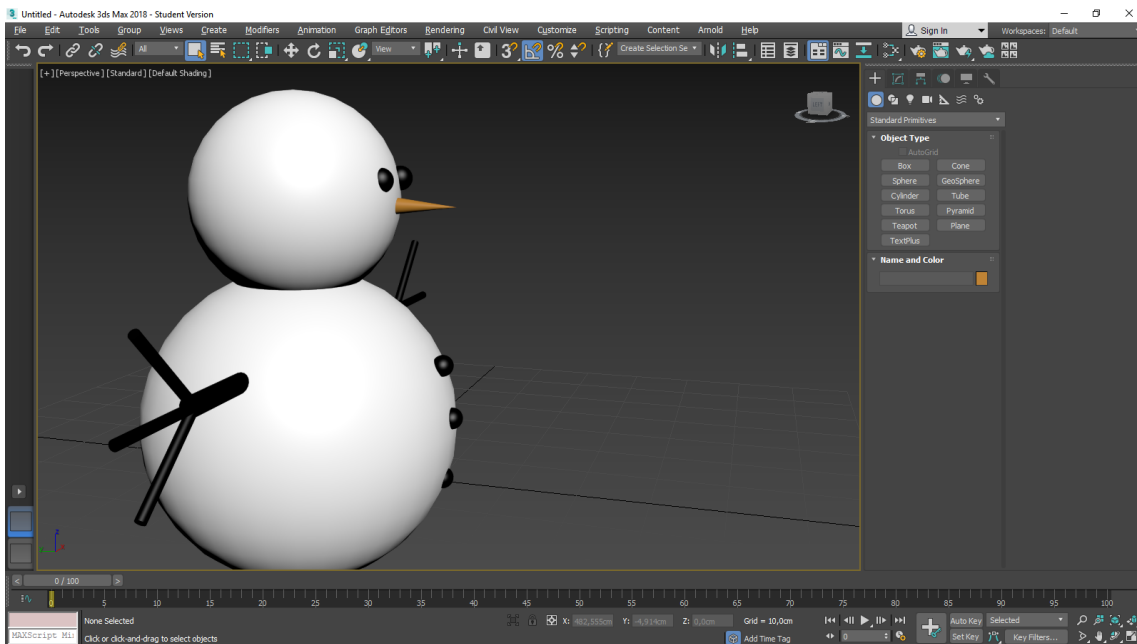 Untitled - Autodesk 3ds Max 2018 - Student Version
File Edit Tools Group Views Create Modifiers Animation Graph Editors Rendering Civil View Customize Scripting Content Arnold Help Sign In Workspaces: Default
All View Create Selection Se
[+] [Perspective] [Standard] [Default Shading]
Standard Primitives
Object Type
AutoGrid
Box Cone
Sphere GeoSphere
Cylinder Tube
Torus Pyramid
Teapot Plane
TextPlus
Name and Color
z
x
< 0 / 100 >
0 5 10 15 20 25 30 35 40 45 50 55 60 65 70 75 80 85 90 95 100
None Selected X: 482,555cm Y: -4,914cm Z: 0,0cm Grid = 10,0cm Auto Key Selected
MAXScript Mi: Click or click-and-drag to select objects Add Time Tag 0 Set Key Key Filters...